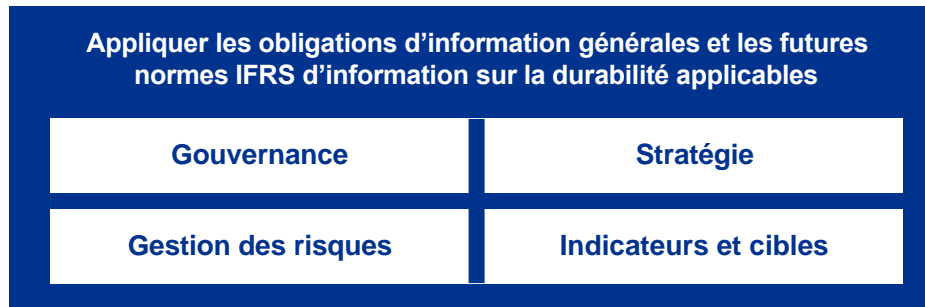 Appliquer les obligations d’information générales et les futures
normes IFRS d’information sur la durabilité applicables
Gouvernance
Stratégie
Gestion des risques
Indicateurs et cibles